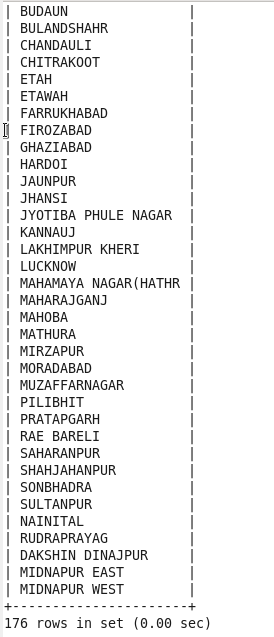 | BUDAUN |
| BULANDSHAHR |
| CHANDAULI |
| CHITRAKOOT |
| ETAH |
| ETAWAH |
| FARRUKHABAD |
| FIROZABAD |
| GHAZIABAD |
| HARDOI |
| JAUNPUR |
| JHANSI |
| JYOTIBA PHULE NAGAR |
| KANNAUJ |
| LAKHIMPUR KHERI |
| LUCKNOW |
| MAHAMAYA NAGAR(HATHR |
| MAHARAJGANJ |
| MAHOBA |
| MATHURA |
| MIRZAPUR |
| MORADABAD |
| MUZAFFARNAGAR |
| PILIBHIT |
| PRATAPGARH |
| RAE BARELI |
| SAHARANPUR |
| SHAHJAHANPUR |
| SONBHADRA |
| SULTANPUR |
| NAINITAL |
| RUDRAPRAYAG |
| DAKSHIN DINAJPUR |
| MIDNAPUR EAST |
| MIDNAPUR WEST |
+----------------------+
176 rows in set (0.00 sec)